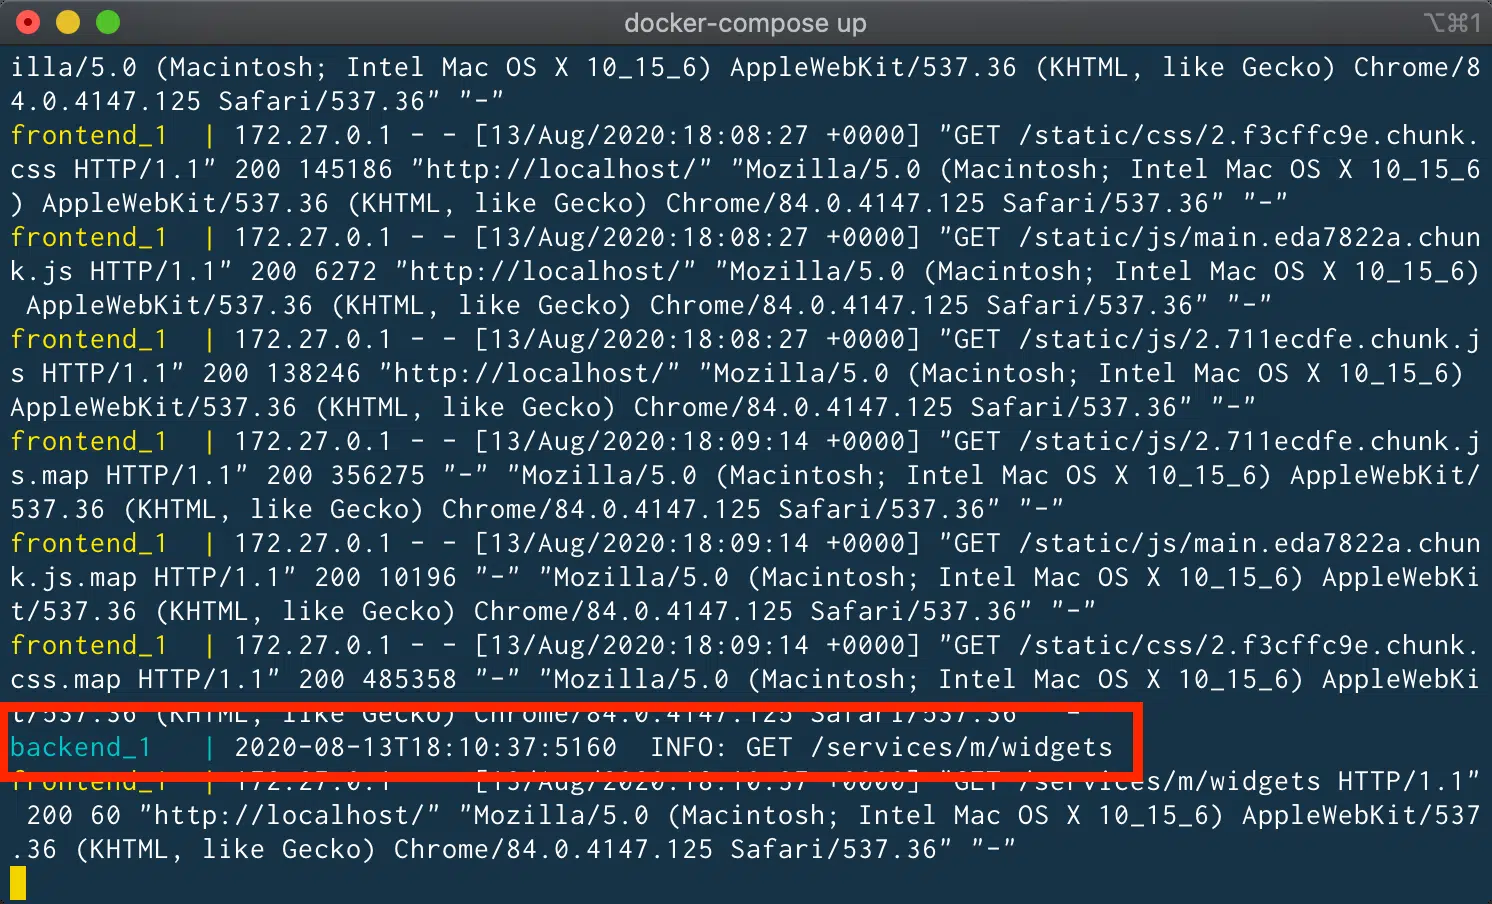 docker-compose up
⌥⌘1
illa/5.0 (Macintosh; Intel Mac OS X 10_15_6) AppleWebKit/537.36 (KHTML, like Gecko) Chrome/8
4.0.4147.125 Safari/537.36" "-"
frontend_1  | 172.27.0.1 - - [13/Aug/2020:18:08:27 +0000] "GET /static/css/2.f3cffc9e.chunk.
css HTTP/1.1" 200 145186 "http://localhost/" "Mozilla/5.0 (Macintosh; Intel Mac OS X 10_15_6
) AppleWebKit/537.36 (KHTML, like Gecko) Chrome/84.0.4147.125 Safari/537.36" "-"
frontend_1  | 172.27.0.1 - - [13/Aug/2020:18:08:27 +0000] "GET /static/js/main.eda7822a.chun
k.js HTTP/1.1" 200 6272 "http://localhost/" "Mozilla/5.0 (Macintosh; Intel Mac OS X 10_15_6)
 AppleWebKit/537.36 (KHTML, like Gecko) Chrome/84.0.4147.125 Safari/537.36" "-"
frontend_1  | 172.27.0.1 - - [13/Aug/2020:18:08:27 +0000] "GET /static/js/2.711ecdfe.chunk.j
s HTTP/1.1" 200 138246 "http://localhost/" "Mozilla/5.0 (Macintosh; Intel Mac OS X 10_15_6)
AppleWebKit/537.36 (KHTML, like Gecko) Chrome/84.0.4147.125 Safari/537.36" "-"
frontend_1  | 172.27.0.1 - - [13/Aug/2020:18:09:14 +0000] "GET /static/js/2.711ecdfe.chunk.j
s.map HTTP/1.1" 200 356275 "-" "Mozilla/5.0 (Macintosh; Intel Mac OS X 10_15_6) AppleWebKit/
537.36 (KHTML, like Gecko) Chrome/84.0.4147.125 Safari/537.36" "-"
frontend_1  | 172.27.0.1 - - [13/Aug/2020:18:09:14 +0000] "GET /static/js/main.eda7822a.chun
k.js.map HTTP/1.1" 200 10196 "-" "Mozilla/5.0 (Macintosh; Intel Mac OS X 10_15_6) AppleWebKi
t/537.36 (KHTML, like Gecko) Chrome/84.0.4147.125 Safari/537.36" "-"
frontend_1  | 172.27.0.1 - - [13/Aug/2020:18:09:14 +0000] "GET /static/css/2.f3cffc9e.chunk.
css.map HTTP/1.1" 200 485358 "-" "Mozilla/5.0 (Macintosh; Intel Mac OS X 10_15_6) AppleWebKi
t/537.36 (KHTML, like Gecko) Chrome/84.0.4147.125 Safari/537.36" "-"
backend_1   | 2020-08-13T18:10:37:5160  INFO: GET /services/m/widgets
frontend_1  | 172.27.0.1 - - [13/Aug/2020:18:10:37 +0000] "GET /services/m/widgets HTTP/1.1"
 200 60 "http://localhost/" "Mozilla/5.0 (Macintosh; Intel Mac OS X 10_15_6) AppleWebKit/537
.36 (KHTML, like Gecko) Chrome/84.0.4147.125 Safari/537.36" "-"